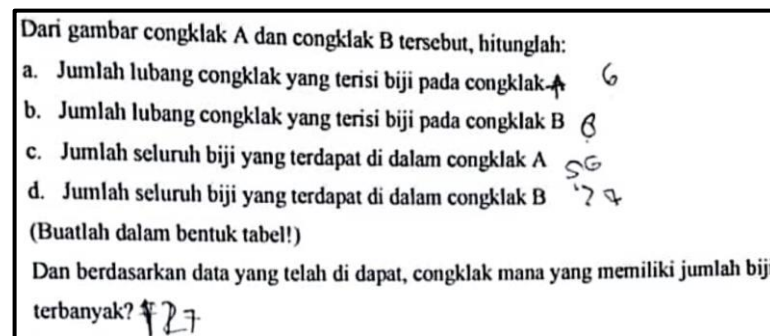 Dari gambar congklak A dan congklak B tersebut, hitunglah:
a. Jumlah lubang congklak yang terisi biji pada congklak A 6
b. Jumlah lubang congklak yang terisi biji pada congklak B 8
c. Jumlah seluruh biji yang terdapat di dalam congklak A
d. Jumlah seluruh biji yang terdapat di dalam congklak B
(Buatlah dalam bentuk tabel!)
Dan berdasarkan data yang telah di dapat, congklak mana yang memiliki jumlah bij
terbanyak?